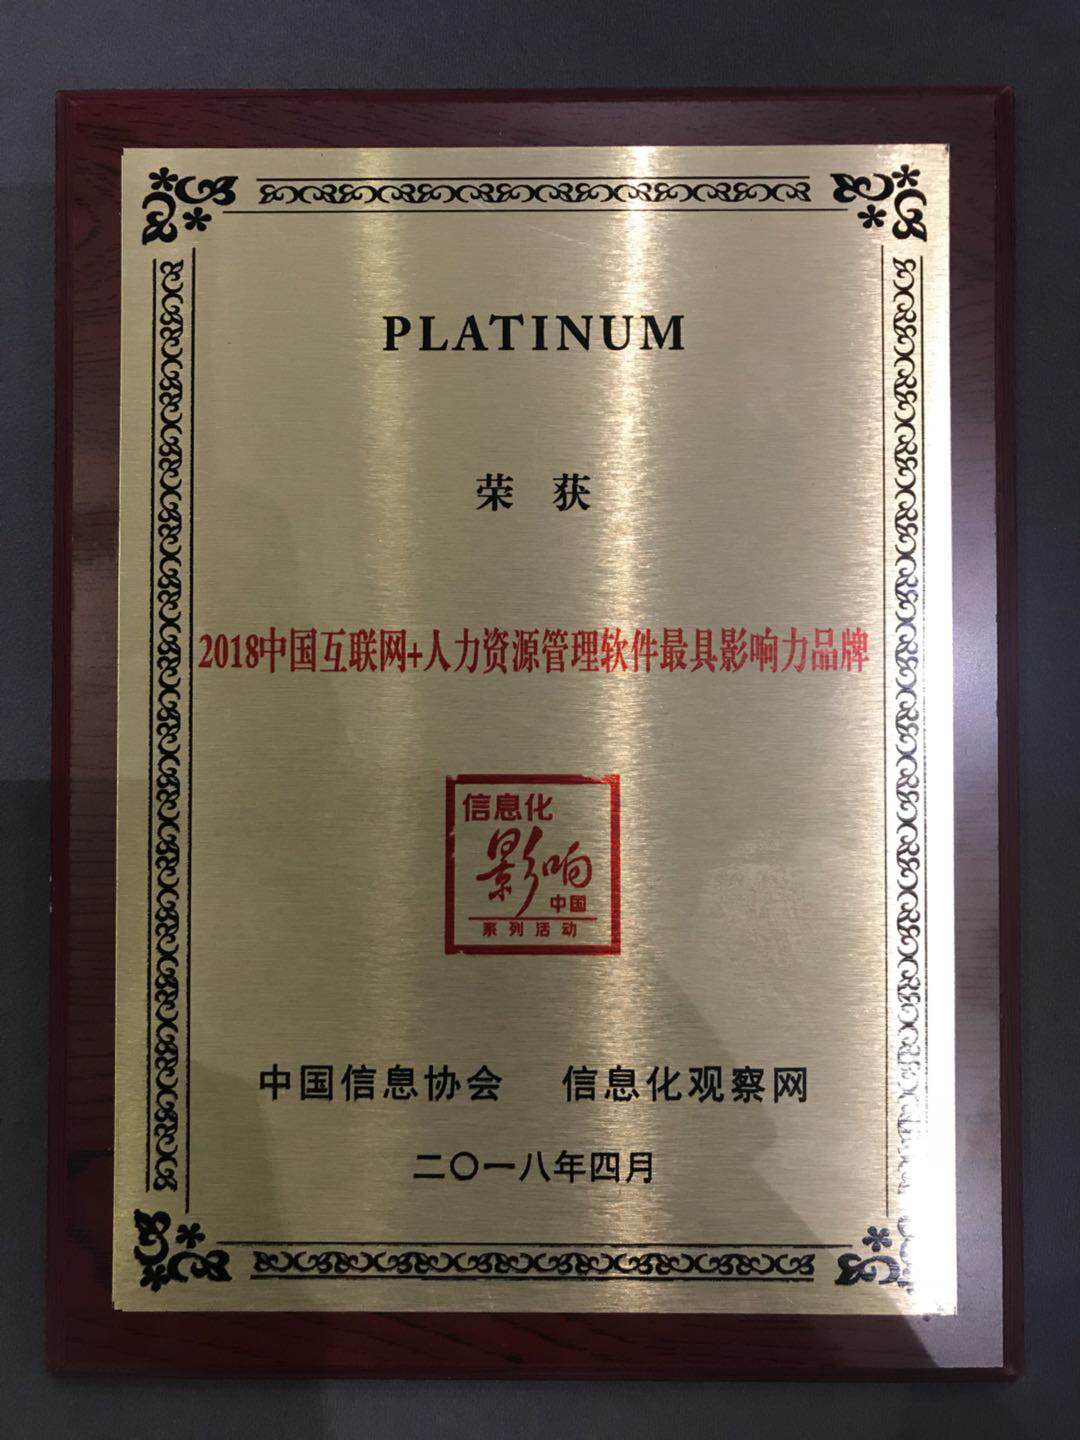 PLATINUM
荣 获
2018中国互联网+人力资源管理软件最具影响力品牌
信息化
影响
中国
系列活动
中国信息协会 信息化观察网
二〇一八年四月